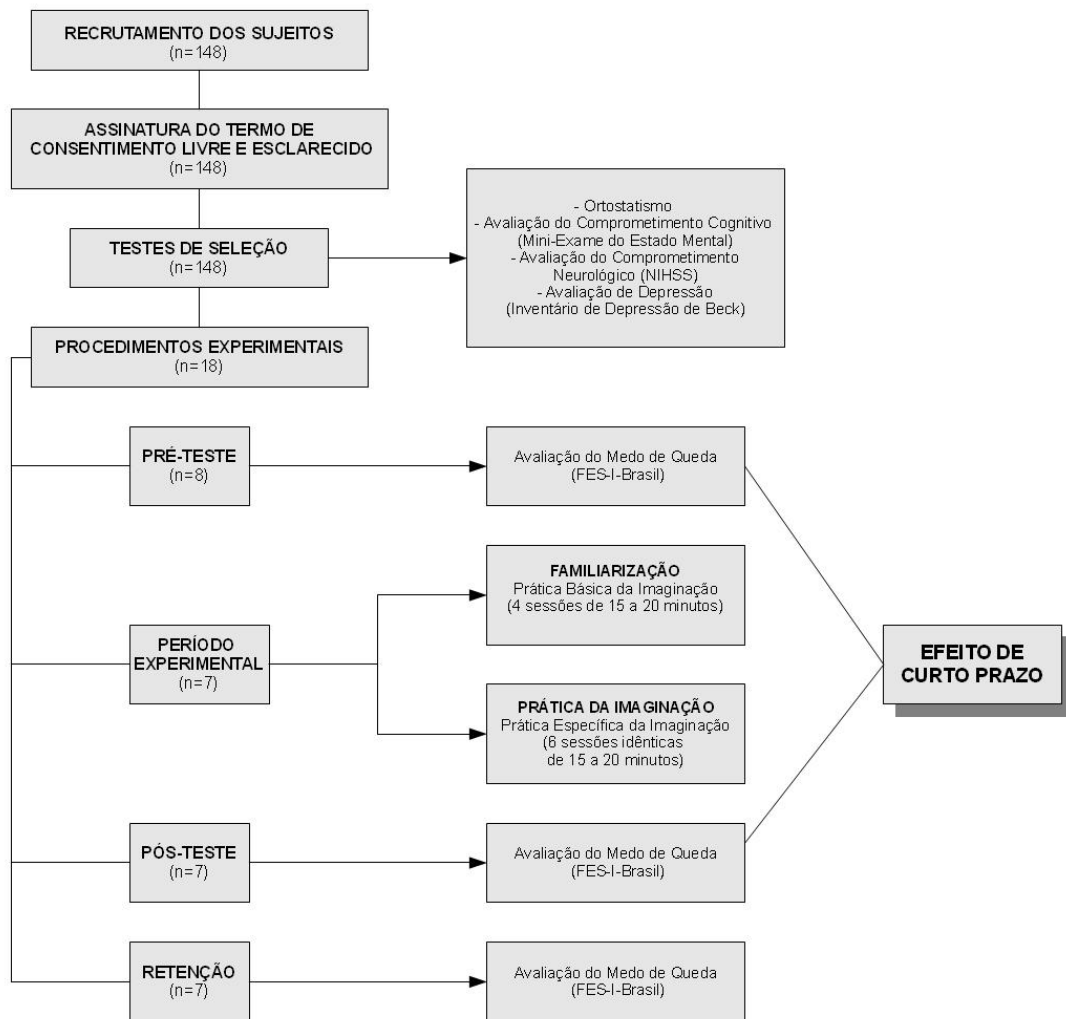 RECRUTAMENTO DOS SUJEITOS
(n=148)
ASSINATURA DO TERMO DE
CONSENTIMENTO LIVRE E ESCLARECIDO
(n=148)
TESTES DE SELEÇÃO
(n=148)
- Ortostatismo
- Avaliação do Comprometimento Cognitivo
(Mini-Exame do Estado Mental)
- Avaliação do Comprometimento
Neurológico (NIHSS)
- Avaliação de Depressão
(Inventário de Depressão de Beck)
PROCEDIMENTOS EXPERIMENTAIS
(n=18)
PRÉ-TESTE
(n=8)
Avaliação do Medo de Queda
(FES-I-Brasil)
PERÍODO
EXPERIMENTAL
(n=7)
FAMILIARIZAÇÃO
Prática Básica da Imaginação
(4 sessões de 15 a 20 minutos)
PRÁTICA DA IMAGINAÇÃO
Prática Específica da Imaginação
(6 sessões idênticas
de 15 a 20 minutos)
EFEITO DE
CURTO PRAZO
PÓS-TESTE
(n=7)
Avaliação do Medo de Queda
(FES-I-Brasil)
RETENÇÃO
(n=7)
Avaliação do Medo de Queda
(FES-I-Brasil)